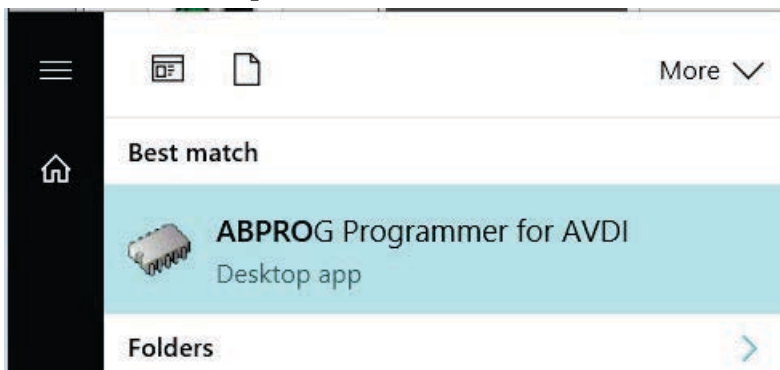 More
Best match
ABPROG Programmer for AVDI
Desktop app
Folders